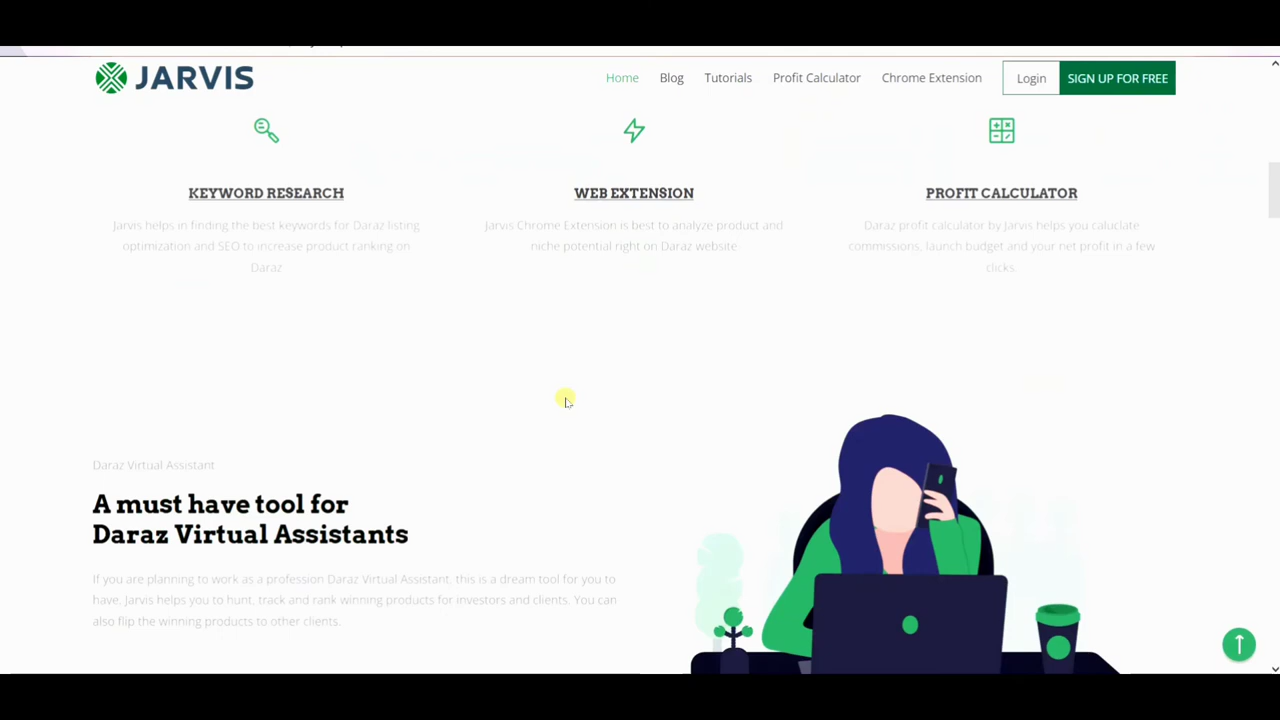 JARVIS
Home Blog Tutorials Profit Calculator Chrome Extension Login SIGN UP FOR FREE
KEYWORD RESEARCH
Jarvis helps in finding the best keywords for Daraz listing
optimization and SEO to increase product ranking on
Daraz
WEB EXTENSION
Jarvis Chrome Extension is best to analyze product and
niche potential right on Daraz website
PROFIT CALCULATOR
Daraz profit calculator by Jarvis helps you caluclate
commissions, launch budget and your net profit in a few
clicks.
Daraz Virtual Assistant
A must have tool for
Daraz Virtual Assistants
If you are planning to work as a profession Daraz Virtual Assistant, this is a dream tool for you to
have. Jarvis helps you to hunt, track and rank winning products for investors and clients. You can
also flip the winning products to other clients.